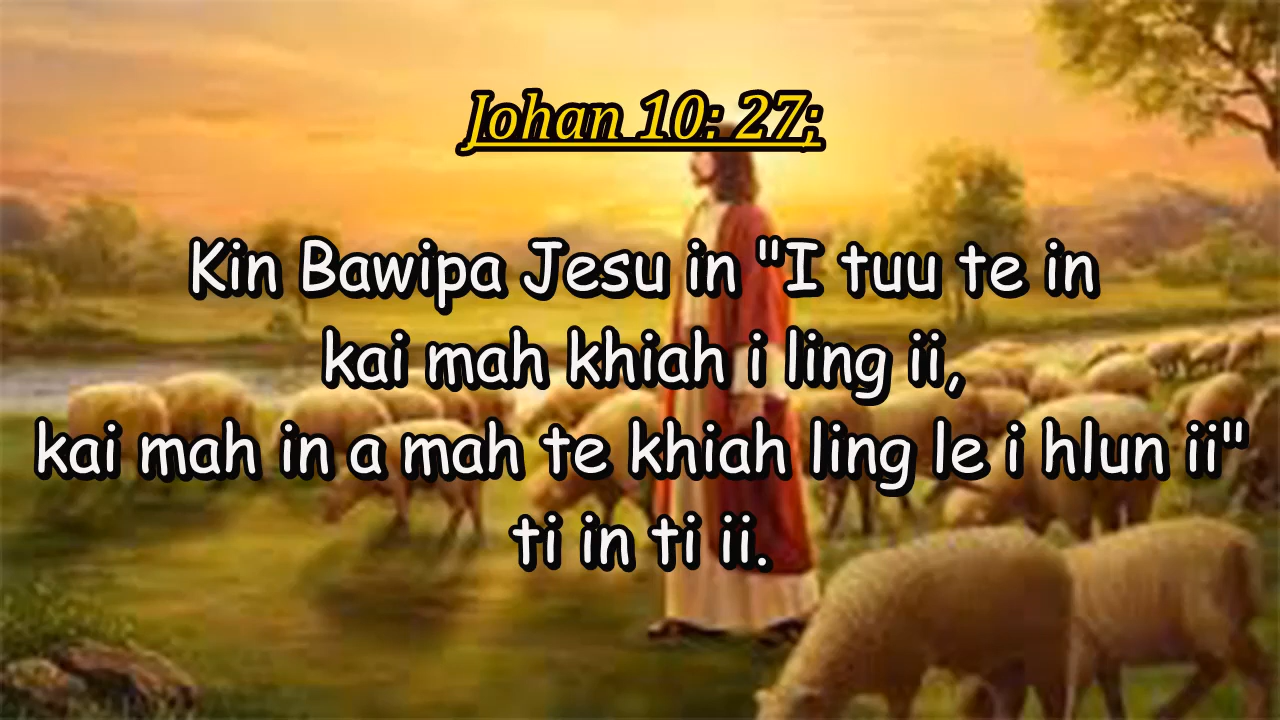 Johan 10: 27;
Kin Bawipa Jesu in "I tuu te in
kai mah khiah i ling ii,
kai mah in a mah te khiah ling le i hlun ii"
ti in ti ii.